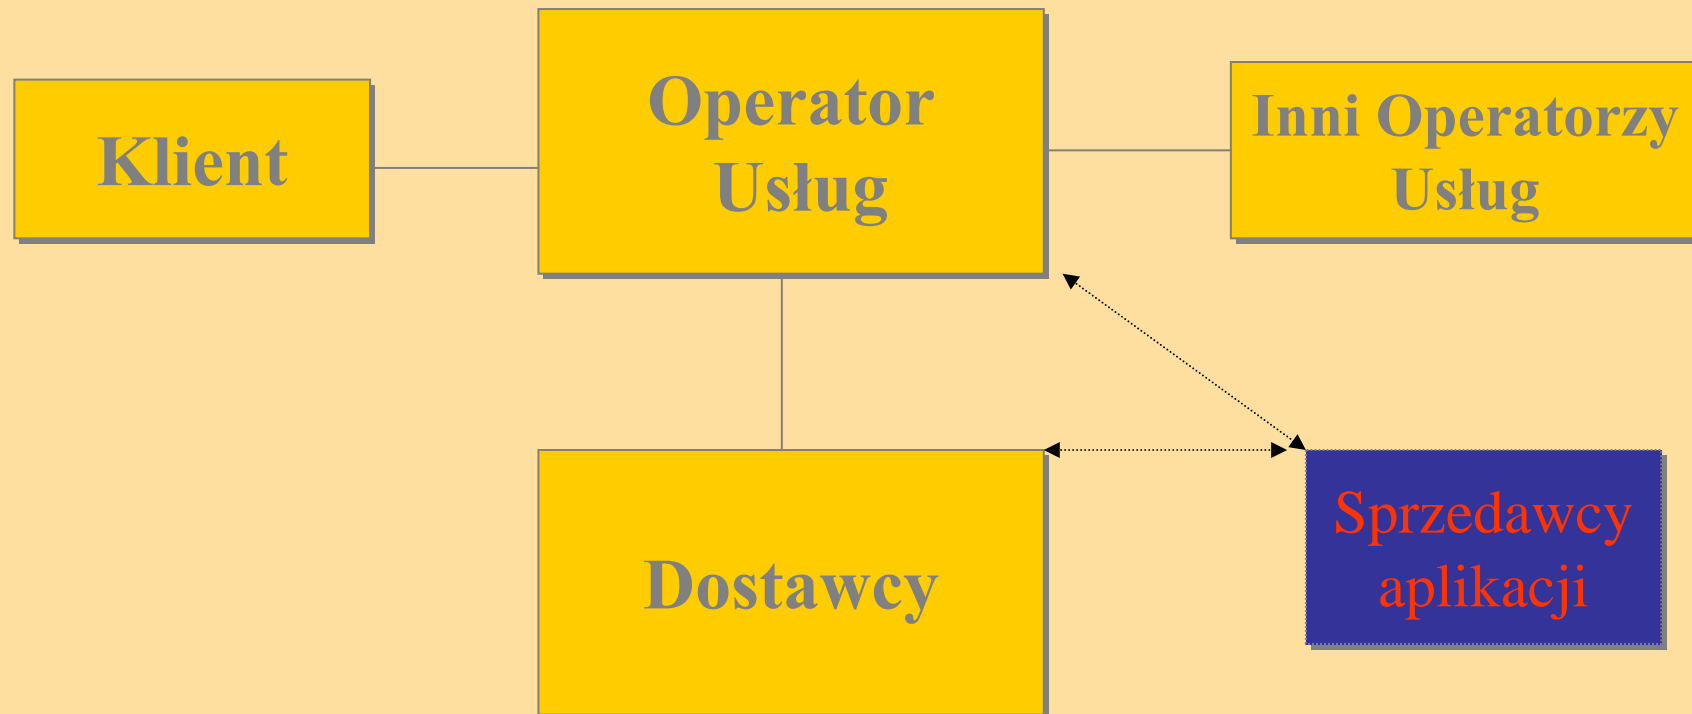 Klient
Operator
Usług
Inni Operatorzy
Usług
Dostawcy
Sprzedawcy
aplikacji